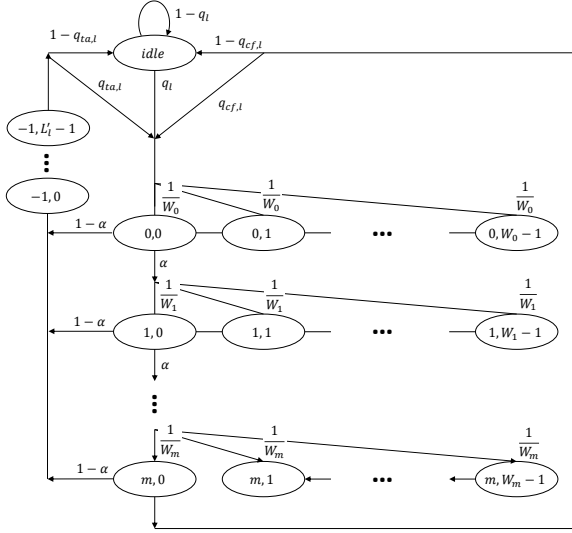 1 − q_l
1 − q_{ta,l}
idle
1 − q_{cf,l}
q_{ta,l}
q_l
q_{cf,l}
−1, L′_l − 1
−1,0
1/W_0
1/W_0
1/W_0
1 − α
0,0
0, 1
0, W_0 − 1
α
1/W_1
1/W_1
1/W_1
1 − α
1, 0
1,1
1, W_1 − 1
α
1/W_m
1/W_m
1/W_m
1 − α
m, 0
m, 1
m, W_m − 1